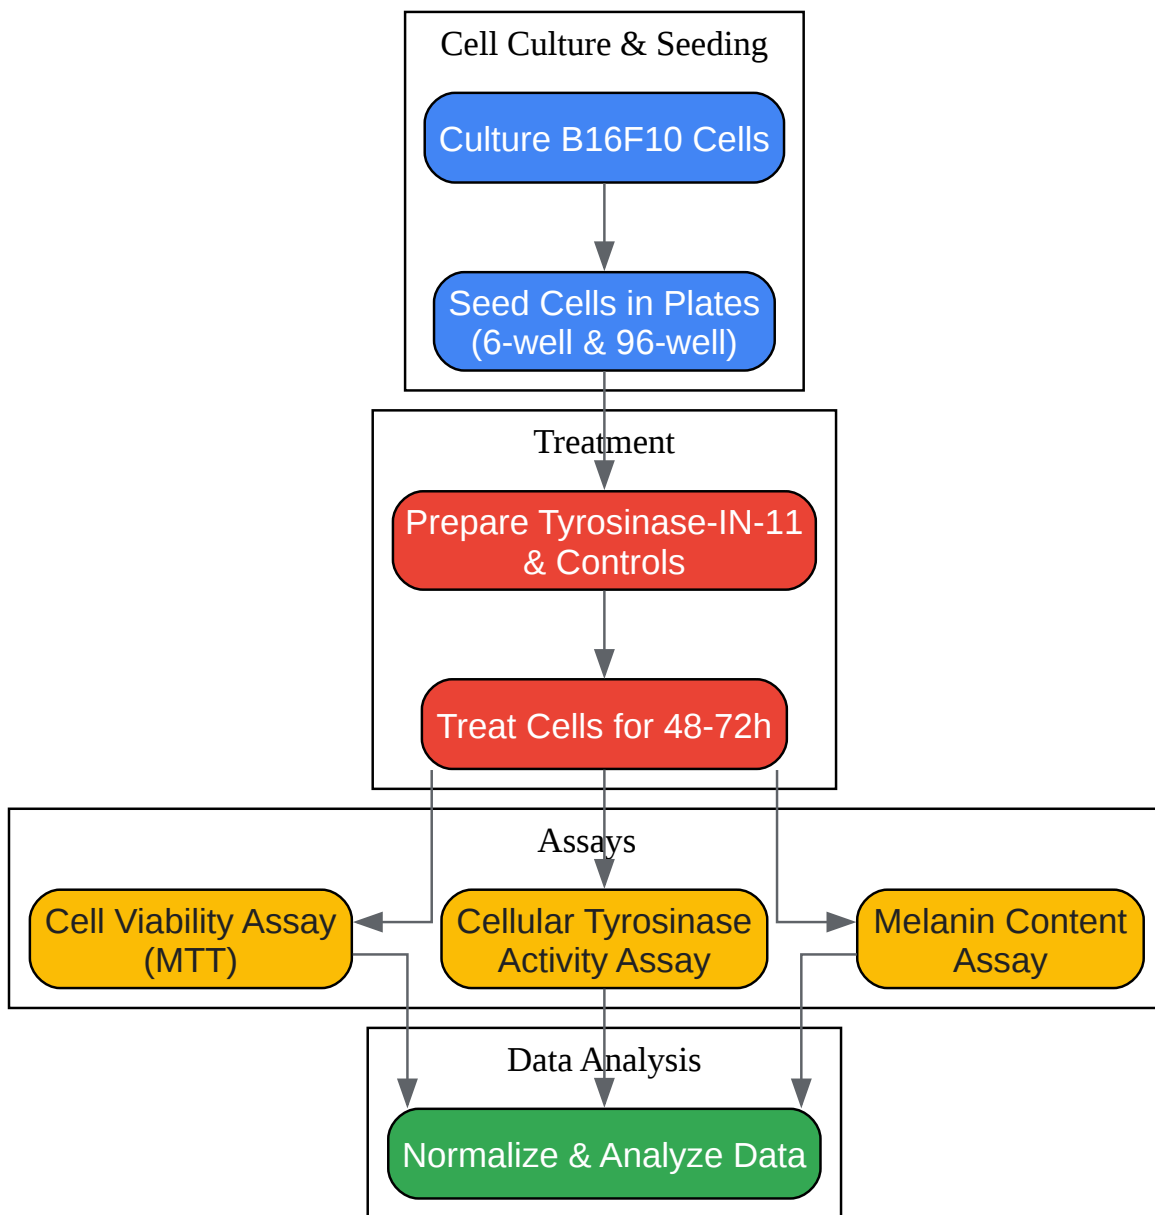 Cell Culture & Seeding
Culture B16F10 Cells
Seed Cells in Plates
(6-well & 96-well)
Treatment
Prepare Tyrosinase-IN-11
& Controls
Treat Cells for 48-72h
Assays
Cell Viability Assay
(MTT)
Cellular Tyrosinase
Activity Assay
Melanin Content
Assay
Data Analysis
Normalize & Analyze Data